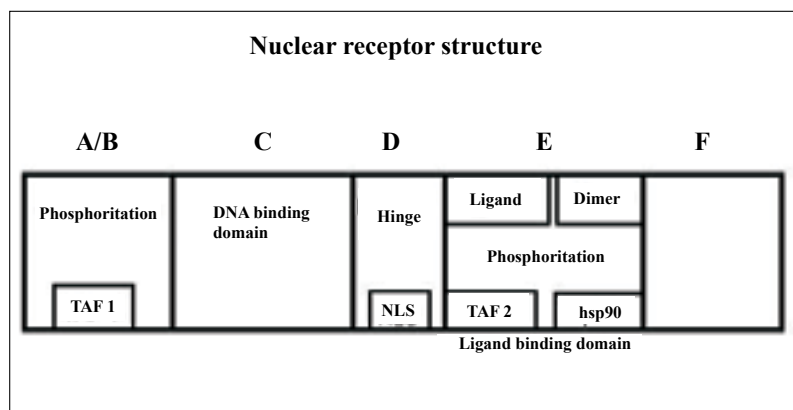 Nuclear receptor structure
A/B
C
D
E
F
Phosphoritation
DNA binding
domain
Hinge
Ligand
Dimer
Phosphoritation
TAF 1
NLS
TAF 2
hsp90
Ligand binding domain